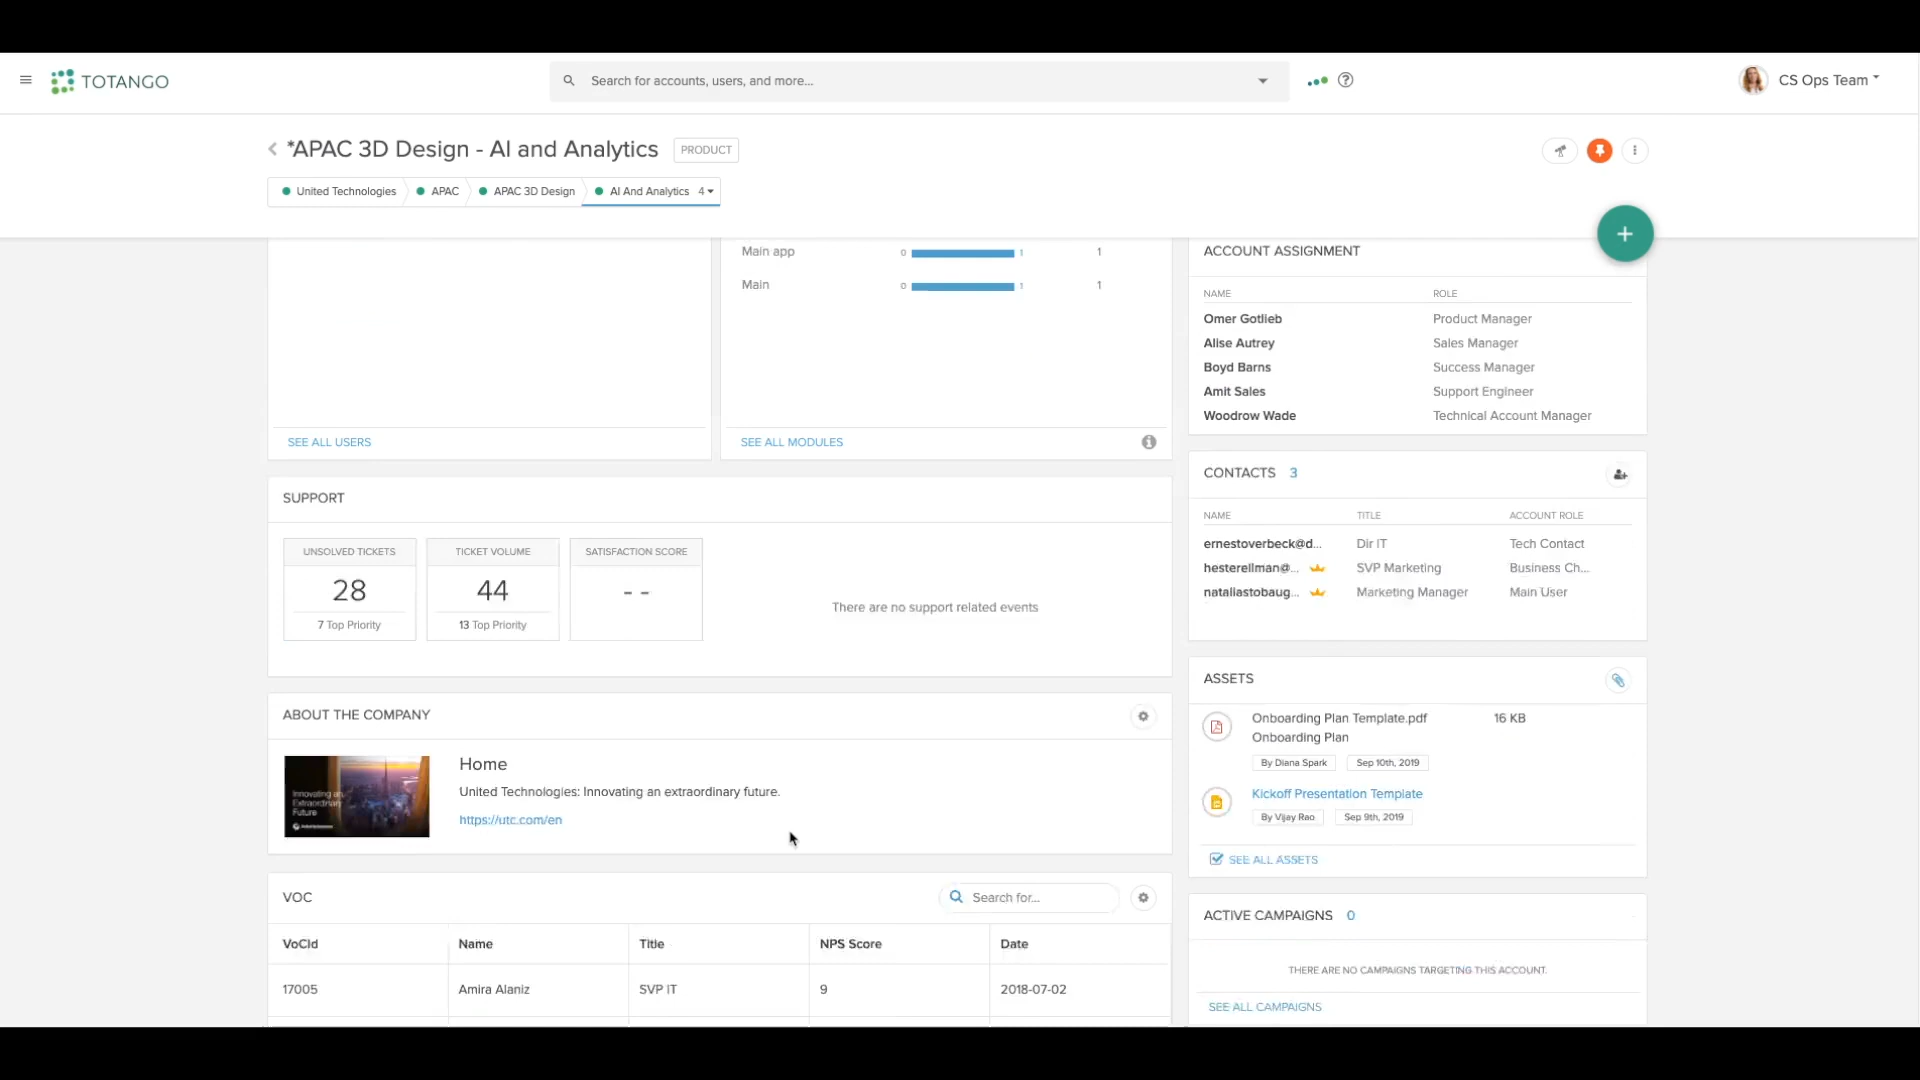 TOTANGO
Search for accounts, users, and more...
CS Ops Team
*APAC 3D Design - AI and Analytics
PRODUCT
United Technologies
APAC
APAC 3D Design
AI And Analytics 4
Main app 0 1 1
Main 0 1 1
SEE ALL USERS
SEE ALL MODULES
SUPPORT
UNSOLVED TICKETS
28
7 Top Priority
TICKET VOLUME
44
13 Top Priority
SATISFACTION SCORE
- -
There are no support related events
ABOUT THE COMPANY
Innovating an
Extraordinary
Future
Home
United Technologies: Innovating an extraordinary future.
https://utc.com/en
VOC
Search for...
VoCId Name Title NPS Score Date
17005 Amira Alaniz SVP IT 9 2018-07-02
ACCOUNT ASSIGNMENT
NAME ROLE
Omer Gotlieb Product Manager
Alise Autrey Sales Manager
Boyd Barns Success Manager
Amit Sales Support Engineer
Woodrow Wade Technical Account Manager
CONTACTS 3
NAME TITLE ACCOUNT ROLE
ernestoverbeck@d... Dir IT Tech Contact
hesterellman@... SVP Marketing Business Ch...
nataliastobaug... Marketing Manager Main User
ASSETS
Onboarding Plan Template.pdf 16 KB
Onboarding Plan
By Diana Spark Sep 10th, 2019
Kickoff Presentation Template
By Vijay Rao Sep 9th, 2019
SEE ALL ASSETS
ACTIVE CAMPAIGNS 0
THERE ARE NO CAMPAIGNS TARGETING THIS ACCOUNT.
SEE ALL CAMPAIGNS